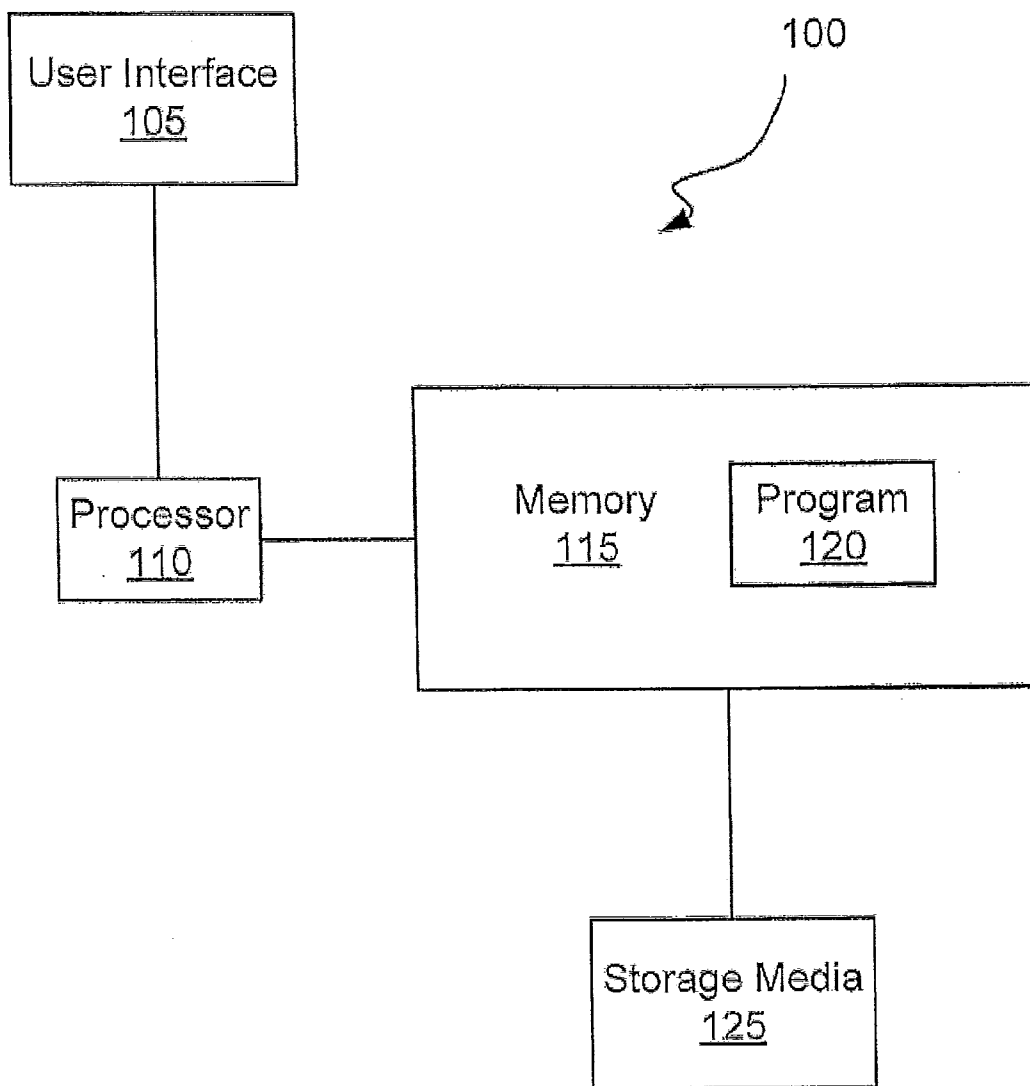 100
User Interface
105
Processor
110
Memory
115
Program
120
Storage Media
125